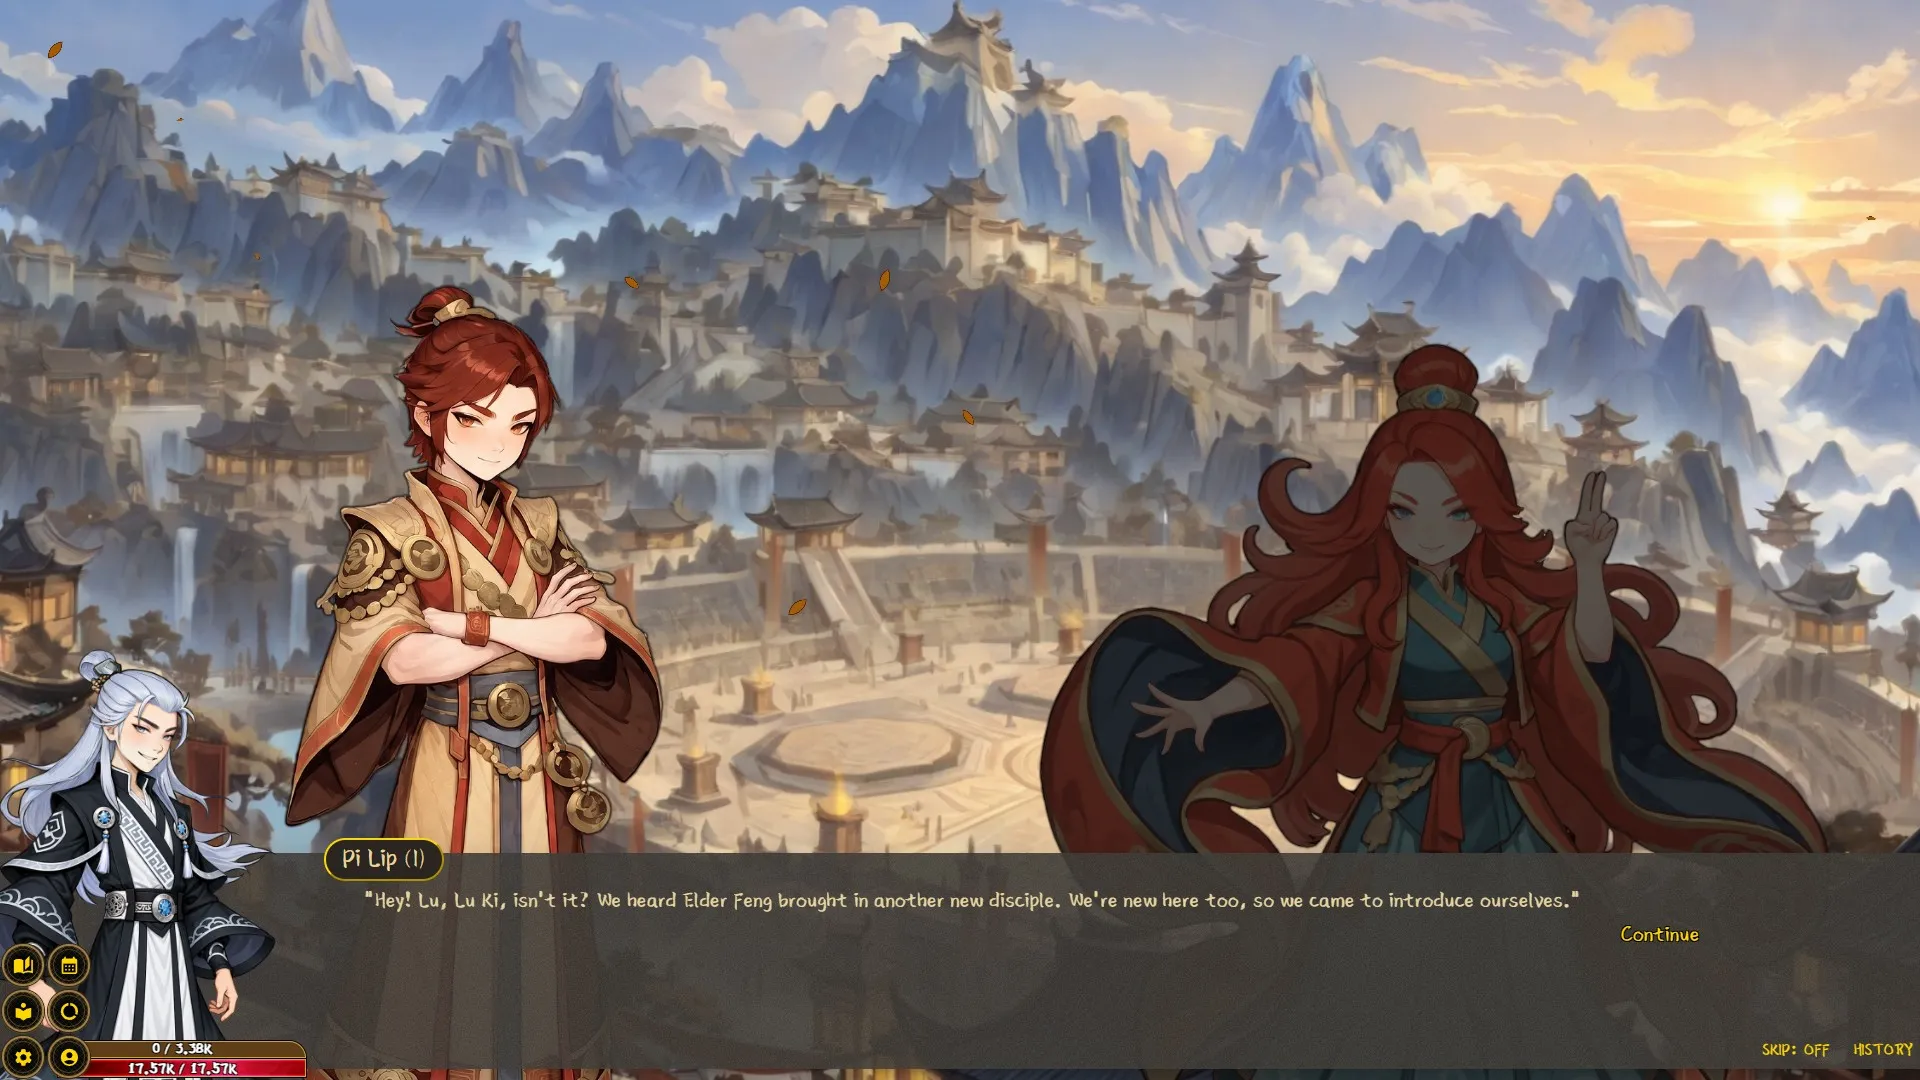 Pi Lip (1)
"Hey! Lu, Lu Ki, isn't it? We heard Elder Feng brought in another new disciple. We're new here too, so we came to introduce ourselves."
Continue
0 / 3.38K
17.57K / 17.57K
SKIP: OFF HISTORY